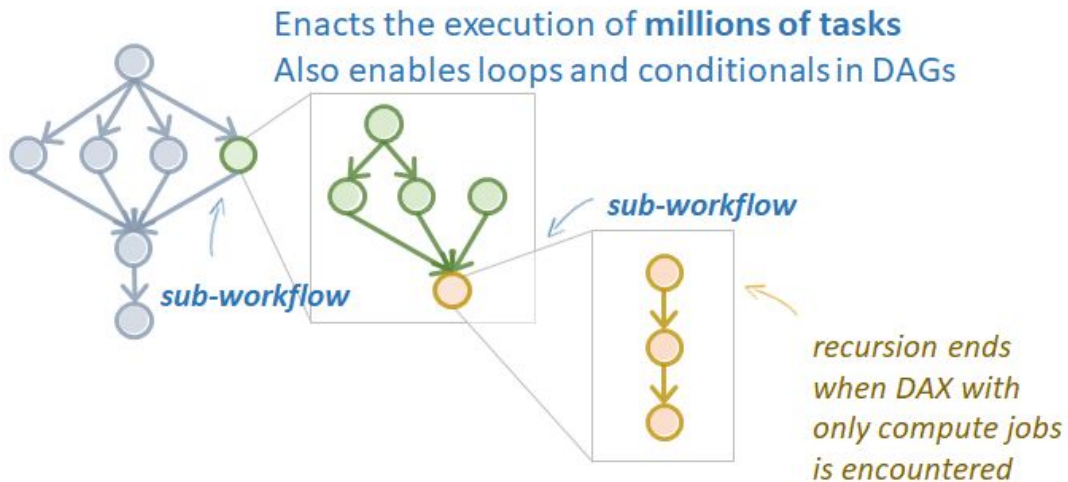 Enacts the execution of millions of tasks
Also enables loops and conditionals in DAGs
sub-workflow
sub-workflow
recursion ends
when DAX with
only compute jobs
is encountered